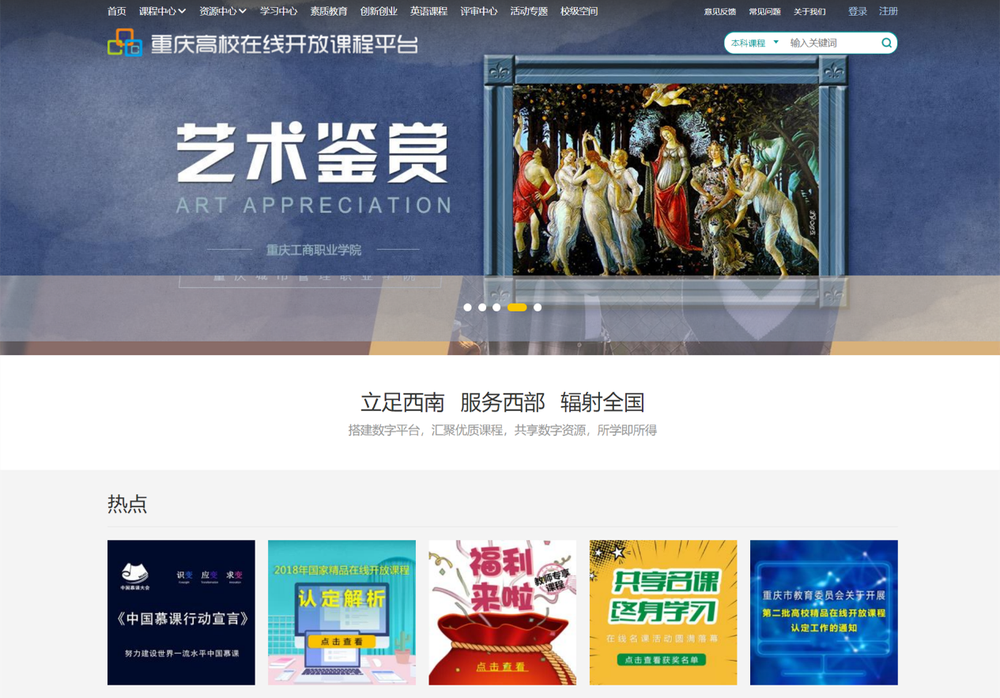 首页 课程中心 资源中心 学习中心 素质教育 创新创业 英语课程 评审中心 活动专题 校级空间 意见反馈 常见问题 关于我们 登录 注册
重庆高校在线开放课程平台
本科课程 输入关键词
艺术鉴赏
ART APPRECIATION
重庆工商职业学院
重庆城市管理职业学院
立足西南 服务西部 辐射全国
搭建数字平台，汇聚优质课程，共享数字资源，所学即所得
热点
中国慕课大会
识变 应变 求变
《中国慕课行动宣言》
努力建设世界一流水平中国慕课
2018年国家精品在线开放课程
认定解析
点击查看
福利
来啦
教师专享
课程
点击查看
共享名课
终身学习
在线名课活动圆满落幕
点击查看获奖名单
重庆市教育委员会关于开展
第二批高校精品在线开放课程
认定工作的通知